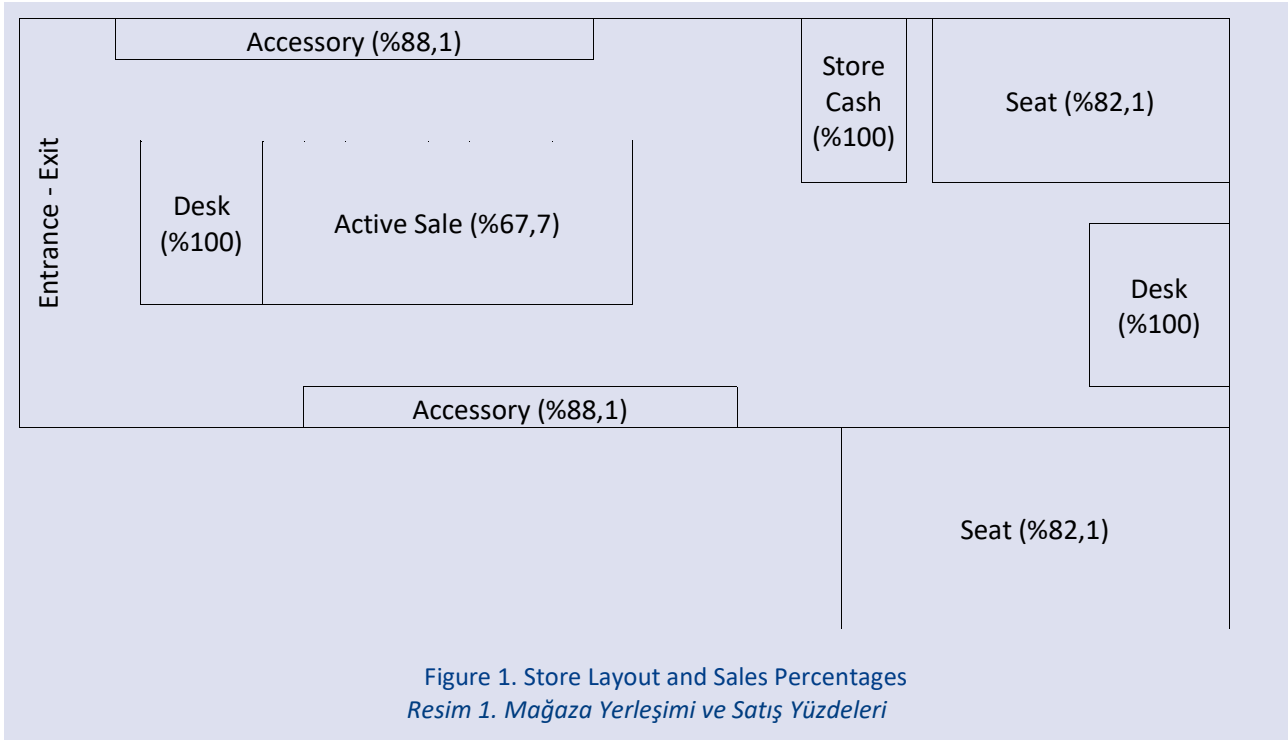 Accessory (%88,1)
Store
Cash
(%100)
Seat (%82,1)
Entrance - Exit
Desk
(%100)
Active Sale (%67,7)
Desk
(%100)
Accessory (%88,1)
Seat (%82,1)
Figure 1. Store Layout and Sales Percentages
Resim 1. Mağaza Yerleşimi ve Satış Yüzdeleri